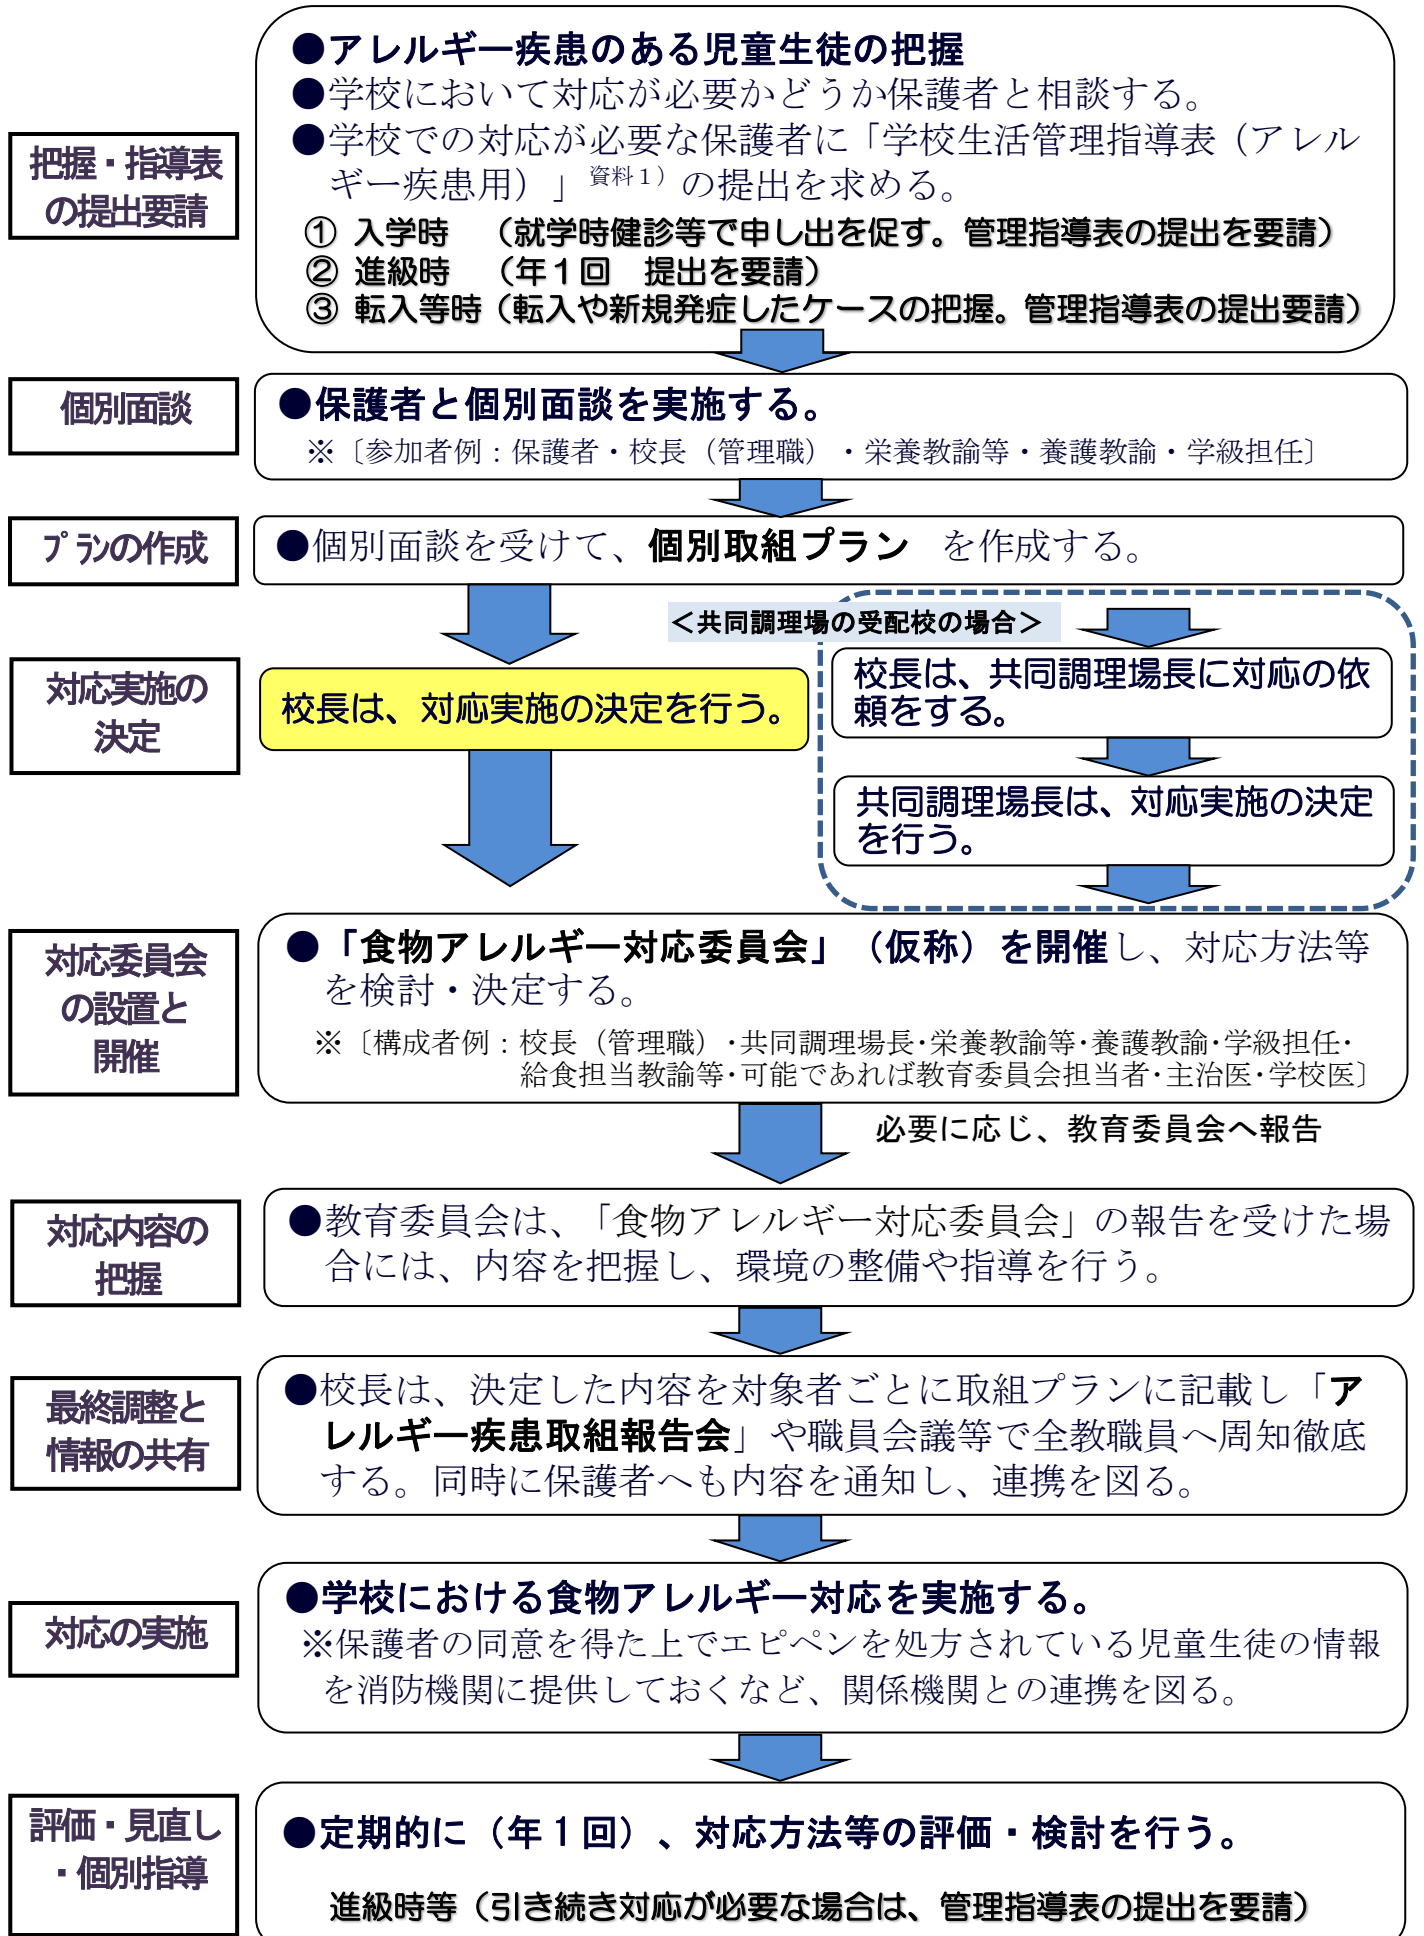 把握・指導表
の提出要請
●アレルギー疾患のある児童生徒の把握
●学校において対応が必要かどうか保護者と相談する。
●学校での対応が必要な保護者に「学校生活管理指導表（アレル
ギー疾患用）」資料１）の提出を求める。
① 入学時　（就学時健診等で申し出を促す。管理指導表の提出を要請）
② 進級時　（年１回　提出を要請）
③ 転入等時（転入や新規発症したケースの把握。管理指導表の提出要請）
個別面談
●保護者と個別面談を実施する。
※〔参加者例：保護者・校長（管理職）・栄養教諭等・養護教諭・学級担任〕
プランの作成
●個別面談を受けて、個別取組プラン　を作成する。
＜共同調理場の受配校の場合＞
対応実施の
決定
校長は、対応実施の決定を行う。
校長は、共同調理場長に対応の依
頼をする。
共同調理場長は、対応実施の決定
を行う。
対応委員会
の設置と
開催
●「食物アレルギー対応委員会」（仮称）を開催し、対応方法等
を検討・決定する。
※〔構成者例：校長（管理職）・共同調理場長・栄養教諭等・養護教諭・学級担任・
給食担当教諭等・可能であれば教育委員会担当者・主治医・学校医〕
必要に応じ、教育委員会へ報告
対応内容の
把握
●教育委員会は、「食物アレルギー対応委員会」の報告を受けた場
合には、内容を把握し、環境の整備や指導を行う。
最終調整と
情報の共有
●校長は、決定した内容を対象者ごとに取組プランに記載し「ア
レルギー疾患取組報告会」や職員会議等で全教職員へ周知徹底
する。同時に保護者へも内容を通知し、連携を図る。
対応の実施
●学校における食物アレルギー対応を実施する。
※保護者の同意を得た上でエピペンを処方されている児童生徒の情報
を消防機関に提供しておくなど、関係機関との連携を図る。
評価・見直し
・個別指導
●定期的に（年１回）、対応方法等の評価・検討を行う。
進級時等（引き続き対応が必要な場合は、管理指導表の提出を要請）